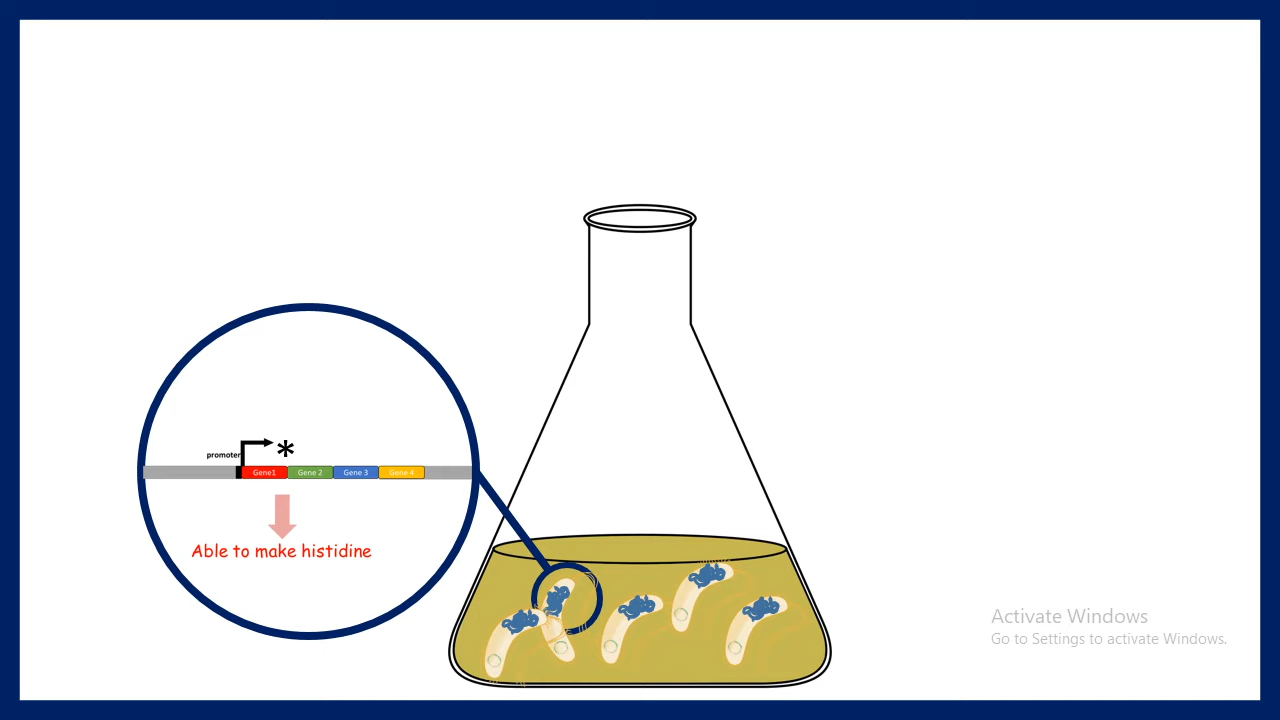 promoter
*
Gene1 Gene 2 Gene 3 Gene 4
Able to make histidine
Activate Windows
Go to Settings to activate Windows.